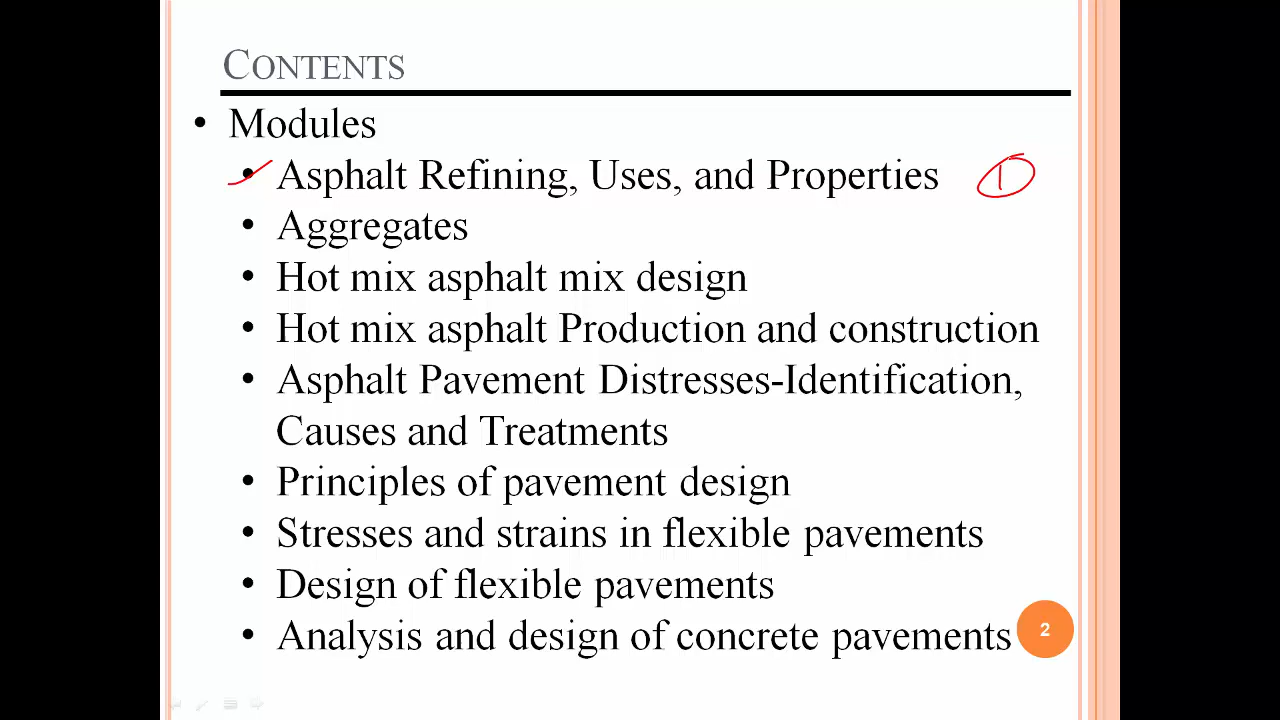 CONTENTS
• Modules
• Asphalt Refining, Uses, and Properties 1
• Aggregates
• Hot mix asphalt mix design
• Hot mix asphalt Production and construction
• Asphalt Pavement Distresses-Identification,
Causes and Treatments
• Principles of pavement design
• Stresses and strains in flexible pavements
• Design of flexible pavements
• Analysis and design of concrete pavements
2